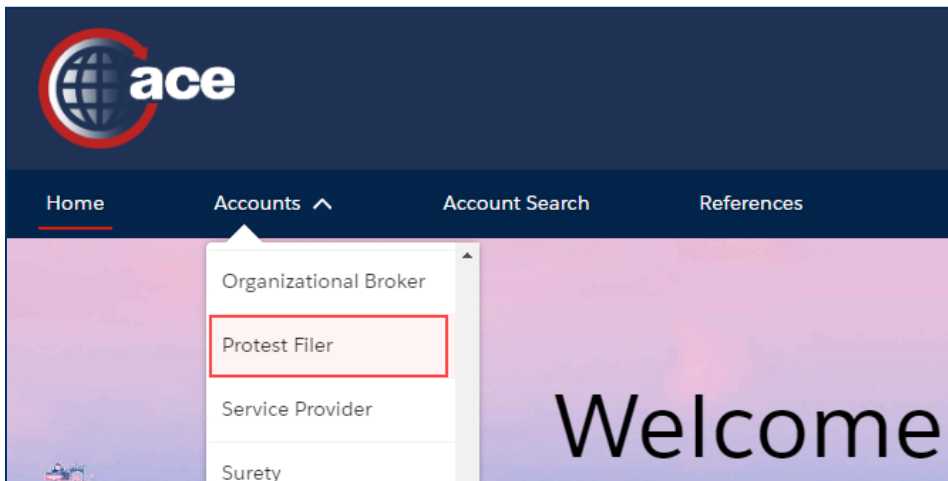 ace
Home Accounts Account Search References
Organizational Broker
Protest Filer
Service Provider
Welcome
Surety